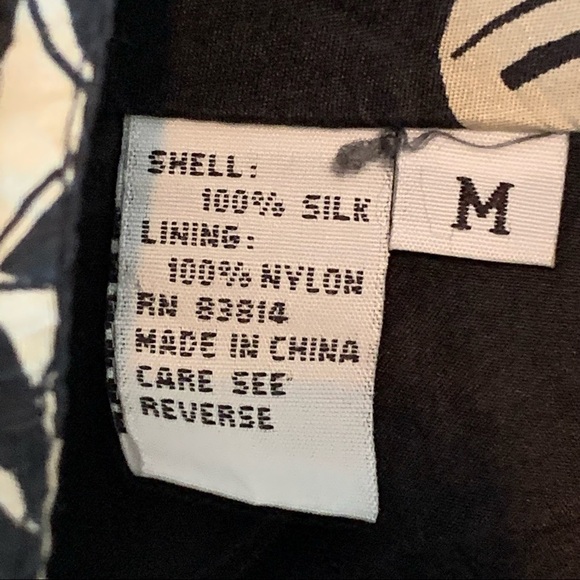 SHELL:
100% SILK
LINING:
100% NYLON
RN 83814
MADE IN CHINA
CARE SEE
REVERSE
M